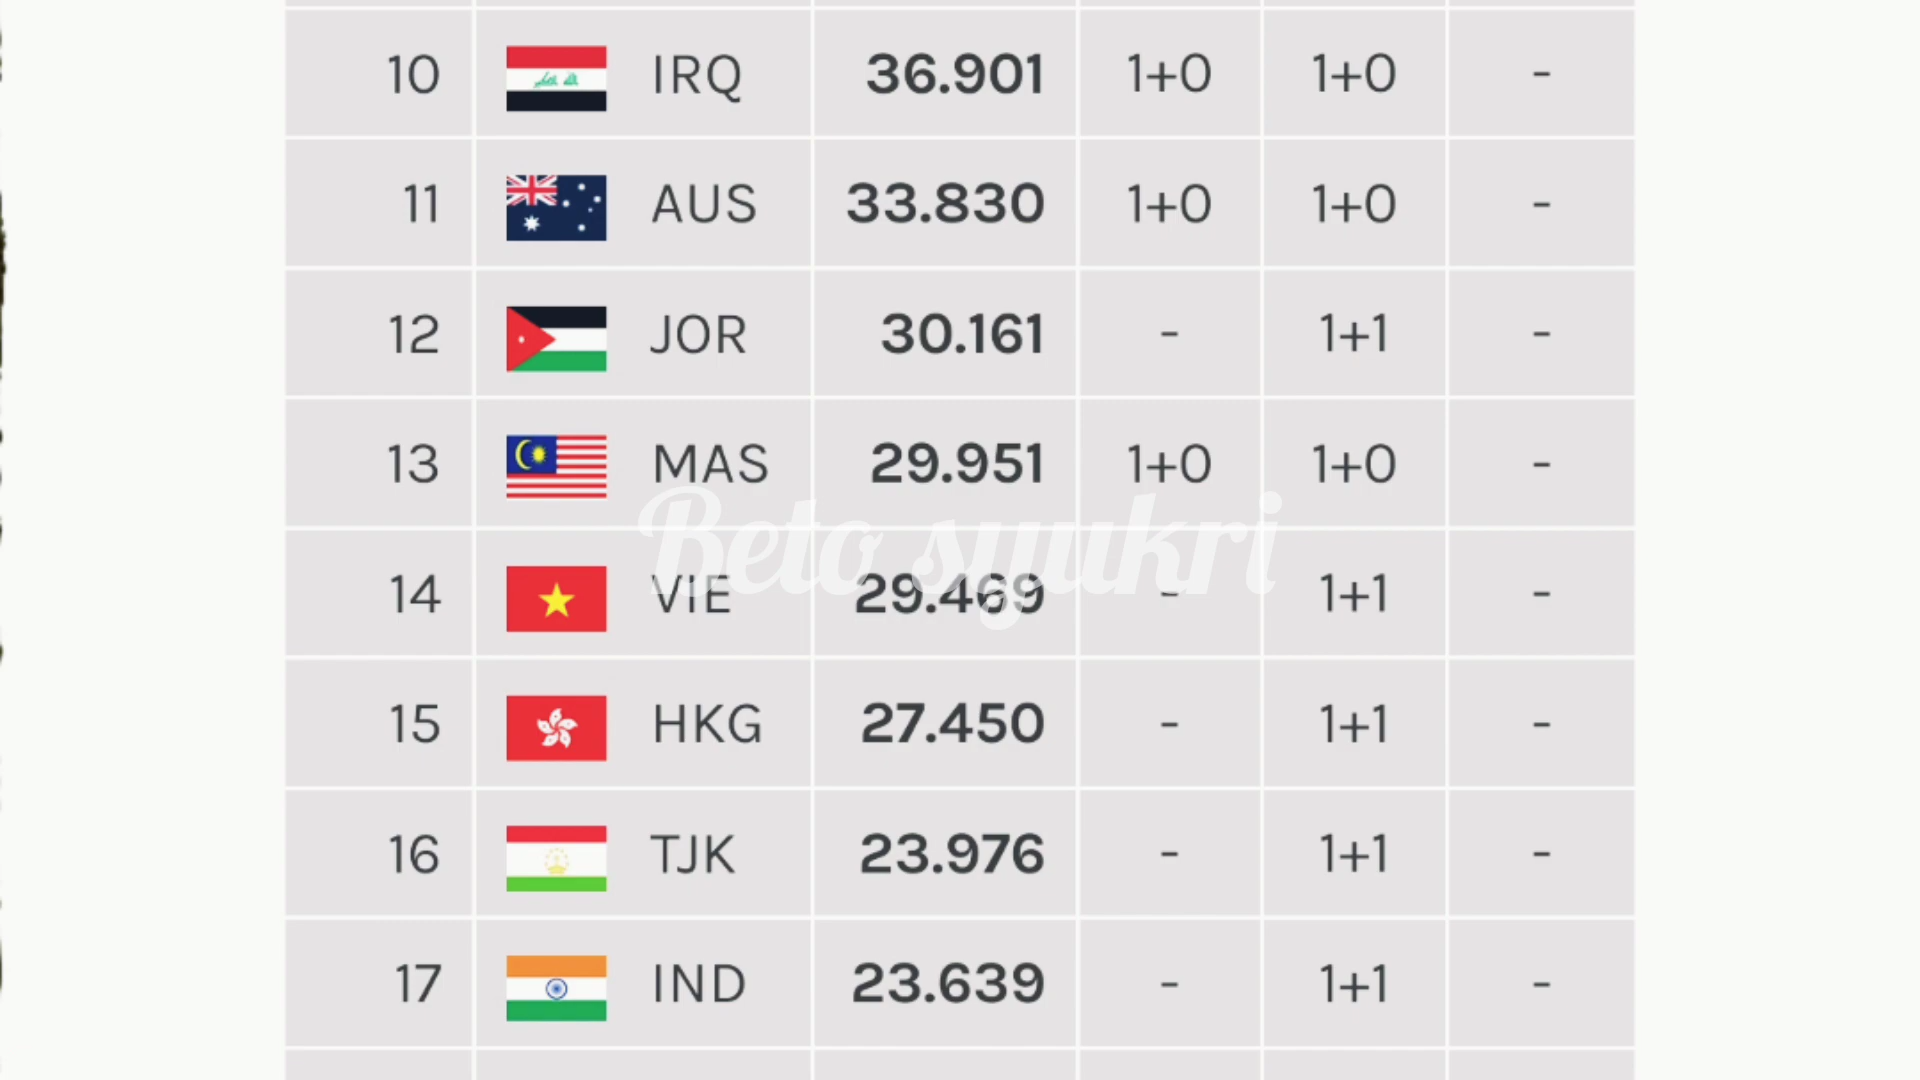 10 IRQ 36.901 1+0 1+0 -
11 AUS 33.830 1+0 1+0 -
12 JOR 30.161 - 1+1 -
13 MAS 29.951 1+0 1+0 -
Beto syukri
14 VIE 29.469 - 1+1 -
15 HKG 27.450 - 1+1 -
16 TJK 23.976 - 1+1 -
17 IND 23.639 - 1+1 -